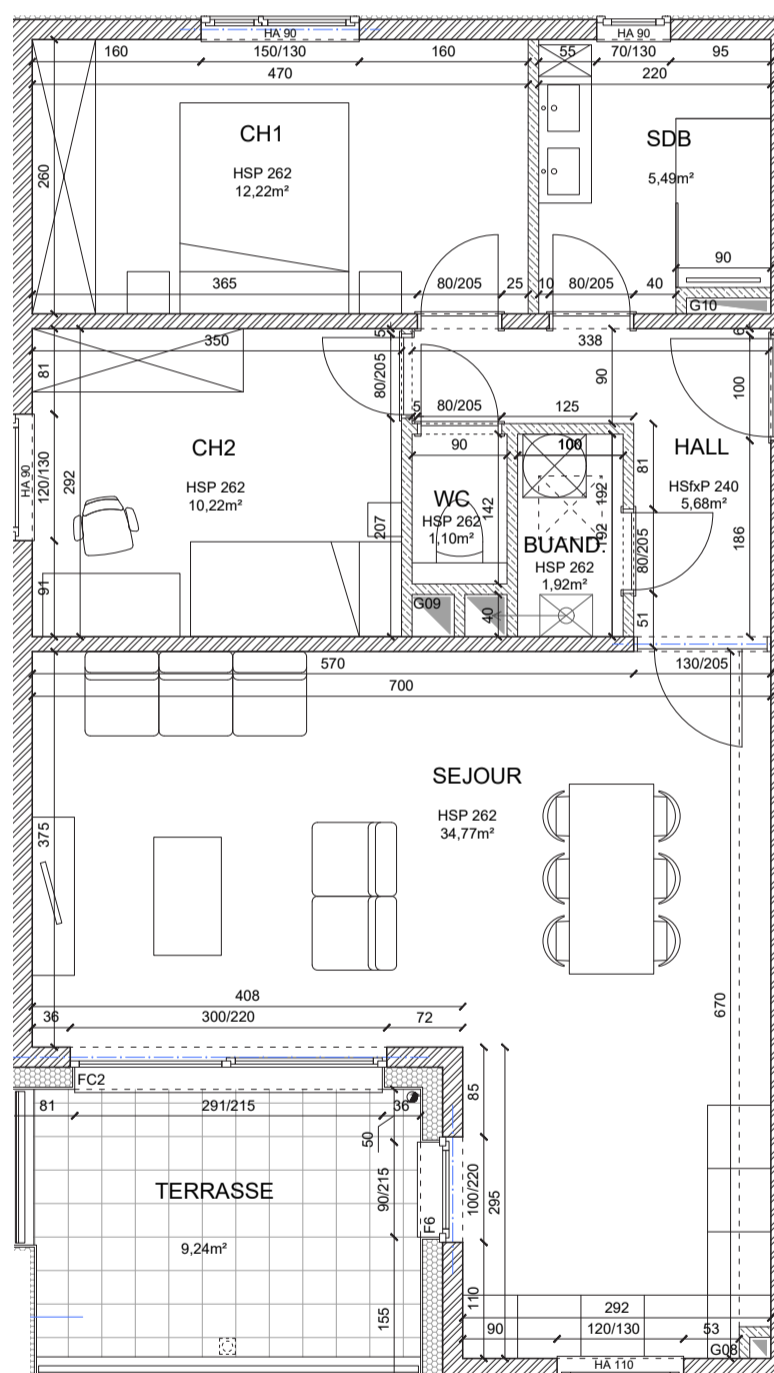 HA 90
HA 90
160
150/130
160
55
70/130
95
470
220
CH1
HSP 262
12,22m²
SDB
5,49m²
260
90
365
80/205
25
10
80/205
40
G10
350
5
338
6
81
80/205
90
100
5
80/205
125
HA 90
120/130
292
CH2
HSP 262
10,22m²
90
100
81
HALL
HSfxP 240
5,68m²
WC
HSP 262
1,10m²
142
192
192
BUAND.
HSP 262
1,92m²
207
80/205
186
91
G09
40
51
570
130/205
700
SEJOUR
HSP 262
34,77m²
375
670
408
36
300/220
72
FC2
81
291/215
36
85
50
90/215
100/220
295
F6
TERRASSE
9,24m²
155
110
292
90
120/130
53
G08
HA 110